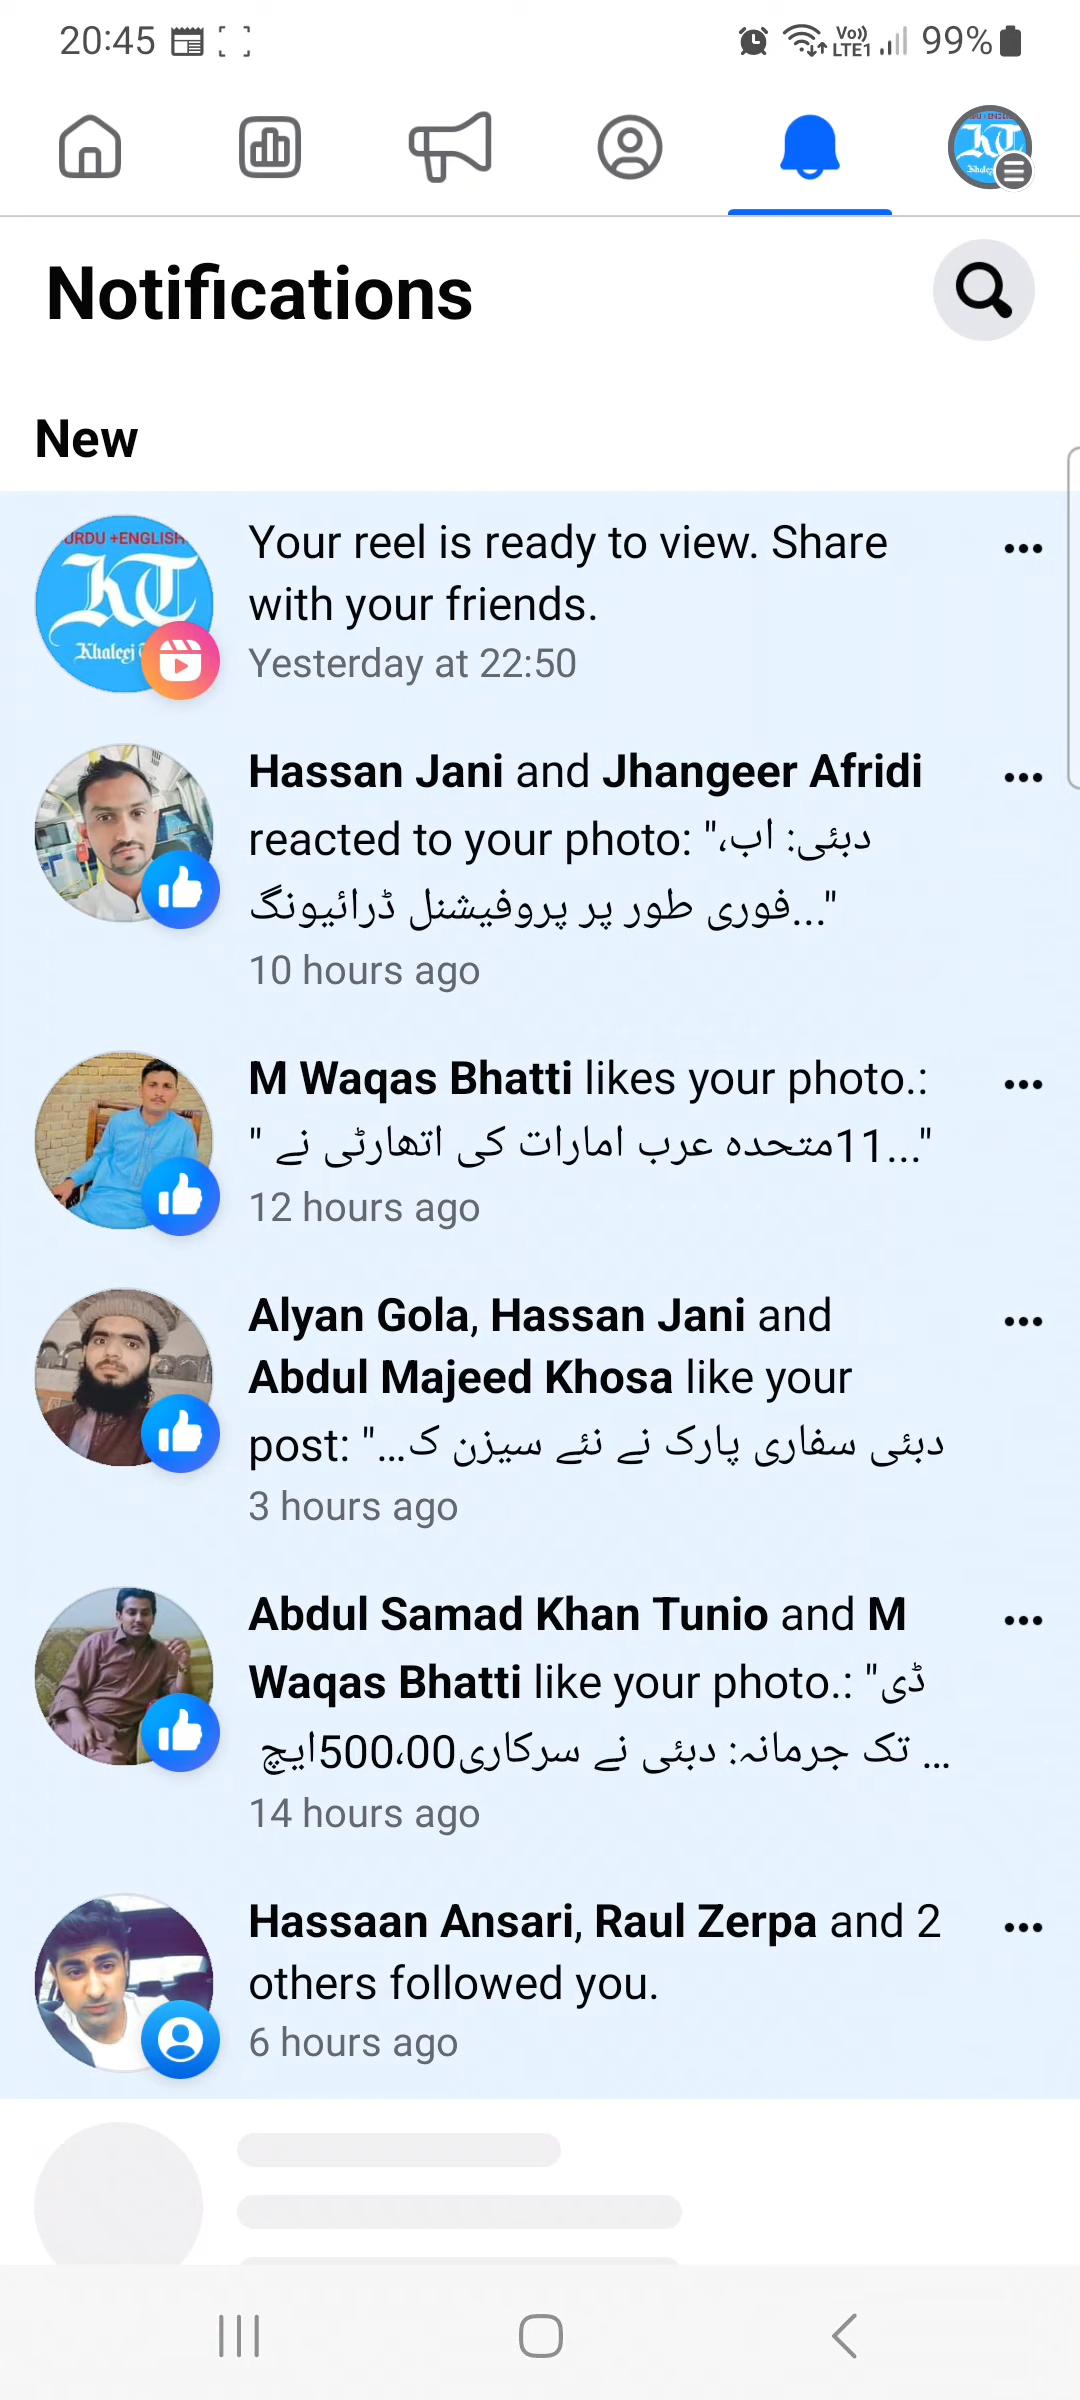 20:45
Vo)) LTE1 99%
Notifications
New
URDU +ENGLISH
KT
Khaleej
Your reel is ready to view. Share
with your friends.
Yesterday at 22:50
Hassan Jani and Jhangeer Afridi
reacted to your photo: "دبئی: اب،
فوری طور پر پروفیشنل ڈرائیونگ..."
10 hours ago
M Waqas Bhatti likes your photo.:
" متحدہ عرب امارات کی اتھارٹی نے11..."
12 hours ago
Alyan Gola, Hassan Jani and
Abdul Majeed Khosa like your
post: "دبئی سفاری پارک نے نئے سیزن ک...
3 hours ago
Abdul Samad Khan Tunio and M
Waqas Bhatti like your photo.: "ڈی
ایچ500،00 تک جرمانہ: دبئی نے سرکاری...
14 hours ago
Hassaan Ansari, Raul Zerpa and 2
others followed you.
6 hours ago